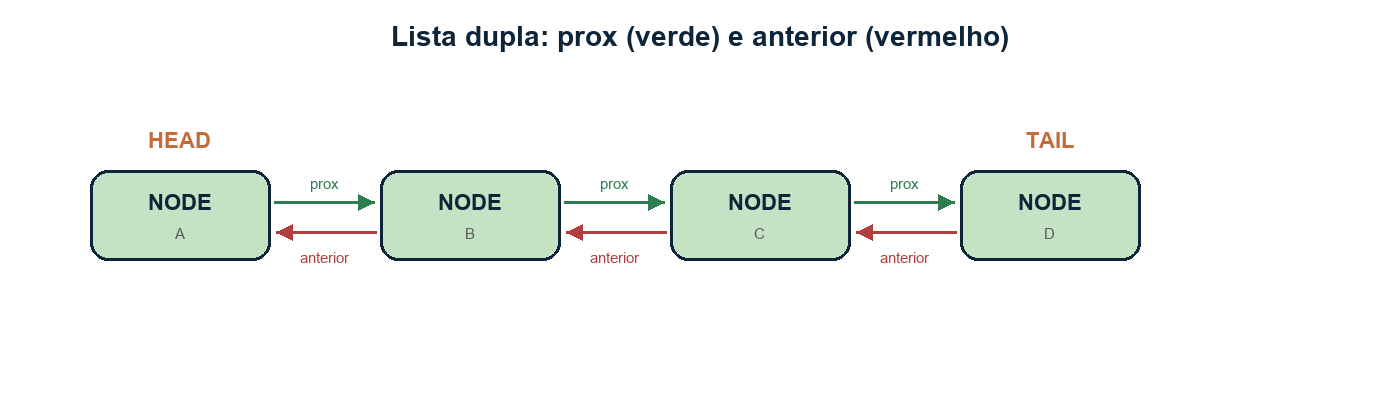 Lista dupla: prox (verde) e anterior (vermelho)
HEAD
TAIL
NODE
A
prox
anterior
NODE
B
prox
anterior
NODE
C
prox
anterior
NODE
D